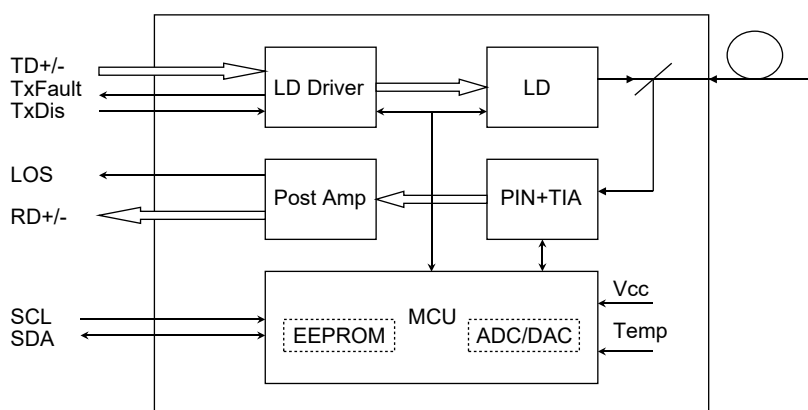 TD+/-
TxFault
TxDis
LD Driver
LD
LOS
RD+/-
Post Amp
PIN+TIA
SCL
SDA
MCU
EEPROM
ADC/DAC
Vcc
Temp